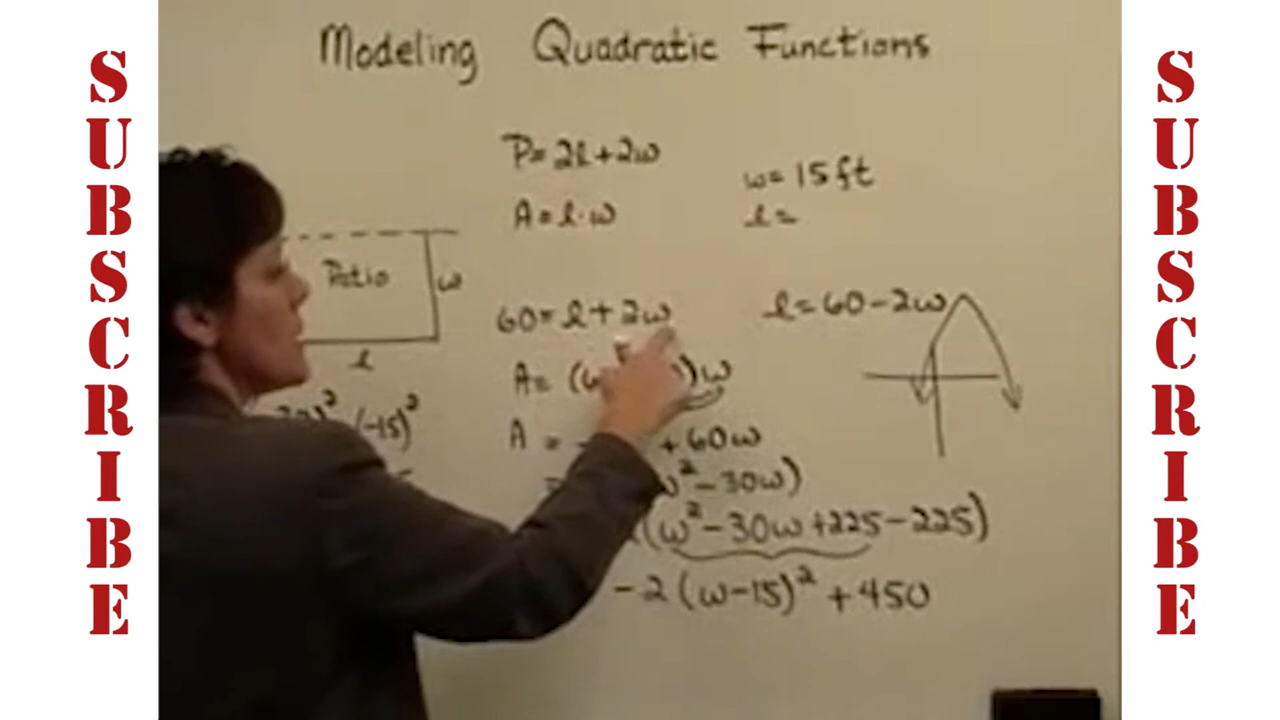 SUBSCRIBE
Modeling Quadratic Functions
P=2l+2w
A=l·w
w=15ft
l=
Patio
w
l
60=l+2w
l=60-2w
A= ( )w
(-15)²
A = - +60w
w²-30w)
(w²-30w+225-225)
-2(w-15)²+450
SUBSCRIBE